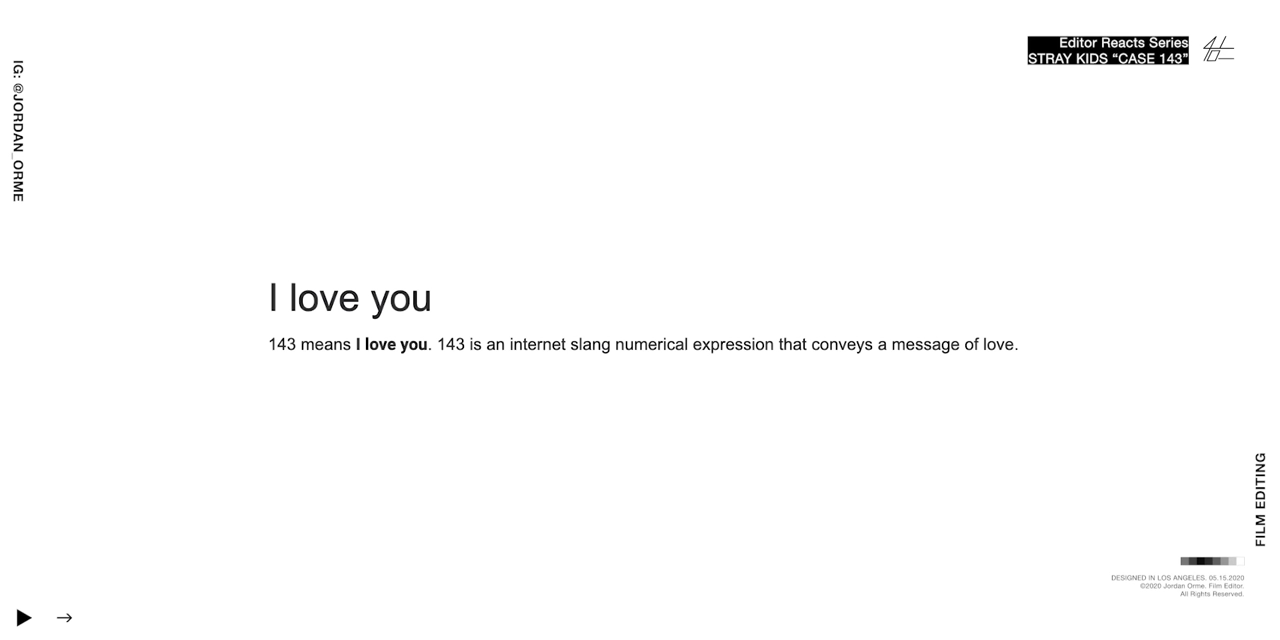 IG: @JORDAN_ORME
Editor Reacts Series
STRAY KIDS “CASE 143”
I love you
143 means I love you. 143 is an internet slang numerical expression that conveys a message of love.
FILM EDITING
DESIGNED IN LOS ANGELES. 05.15.2020
©2020 Jordan Orme. Film Editor.
All Rights Reserved.